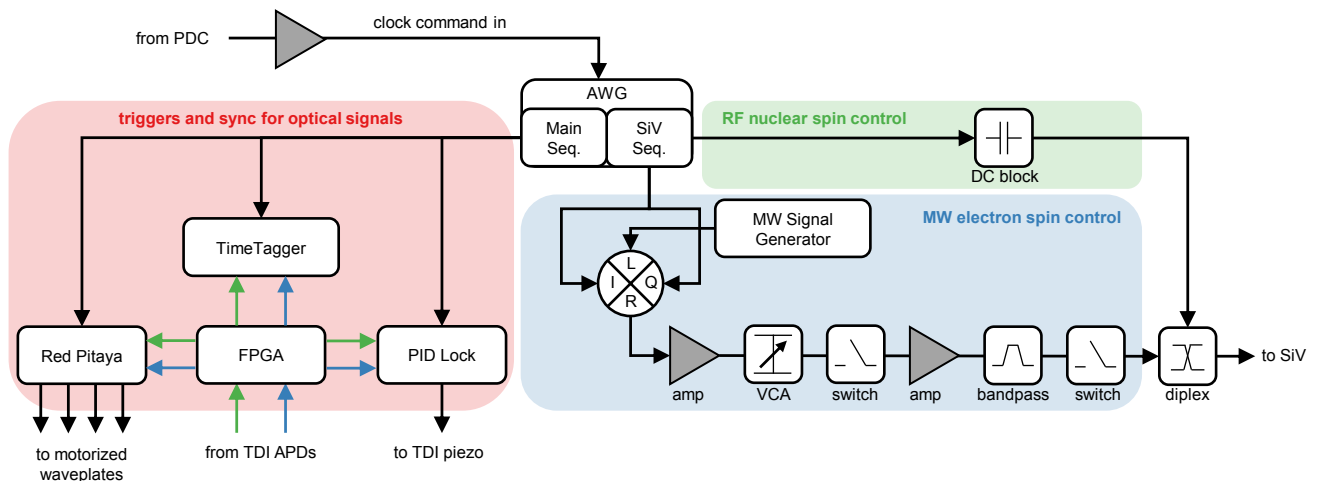 from PDC
clock command in
AWG
Main
Seq.
SiV
Seq.
triggers and sync for optical signals
RF nuclear spin control
DC block
MW electron spin control
MW Signal
Generator
TimeTagger
L
I
Q
R
Red Pitaya
FPGA
PID Lock
amp
VCA
switch
amp
bandpass
switch
diplex
to SiV
to motorized
waveplates
from TDI APDs
to TDI piezo